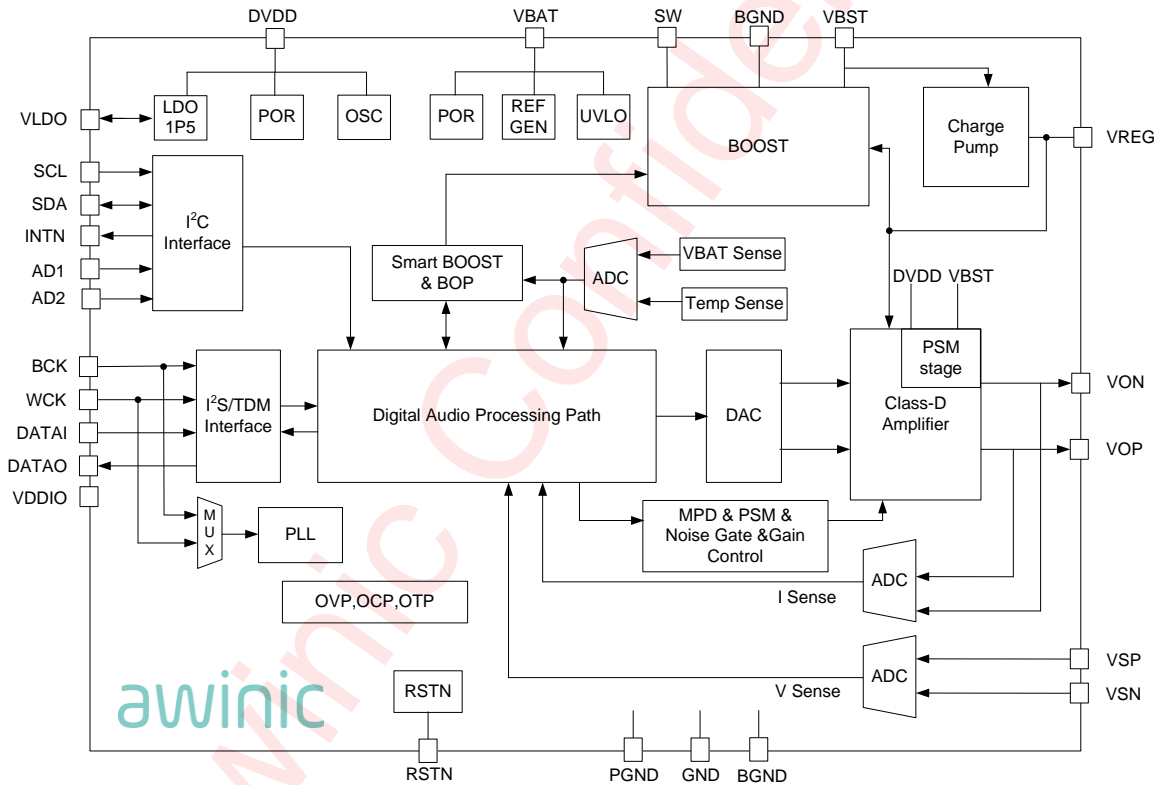 DVDD
VBAT
SW
BGND
VBST
VLDO
LDO
1P5
POR
OSC
POR
REF
GEN
UVLO
BOOST
Charge
Pump
VREG
SCL
SDA
INTN
AD1
AD2
I²C
Interface
Smart BOOST
& BOP
ADC
VBAT Sense
Temp Sense
DVDD
VBST
BCK
WCK
DATAI
DATAO
VDDIO
I²S/TDM
Interface
Digital Audio Processing Path
DAC
PSM
stage
Class-D
Amplifier
VON
VOP
MUX
PLL
MPD & PSM &
Noise Gate &Gain
Control
ADC
I Sense
OVP,OCP,OTP
ADC
V Sense
VSP
VSN
awinic
RSTN
RSTN
PGND
GND
BGND
winic Confide